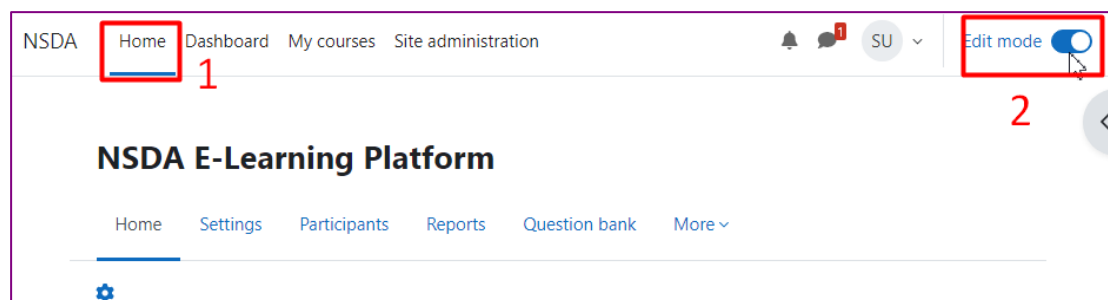 NSDA Home Dashboard My courses Site administration 1 SU Edit mode
1 2
NSDA E-Learning Platform
Home Settings Participants Reports Question bank More